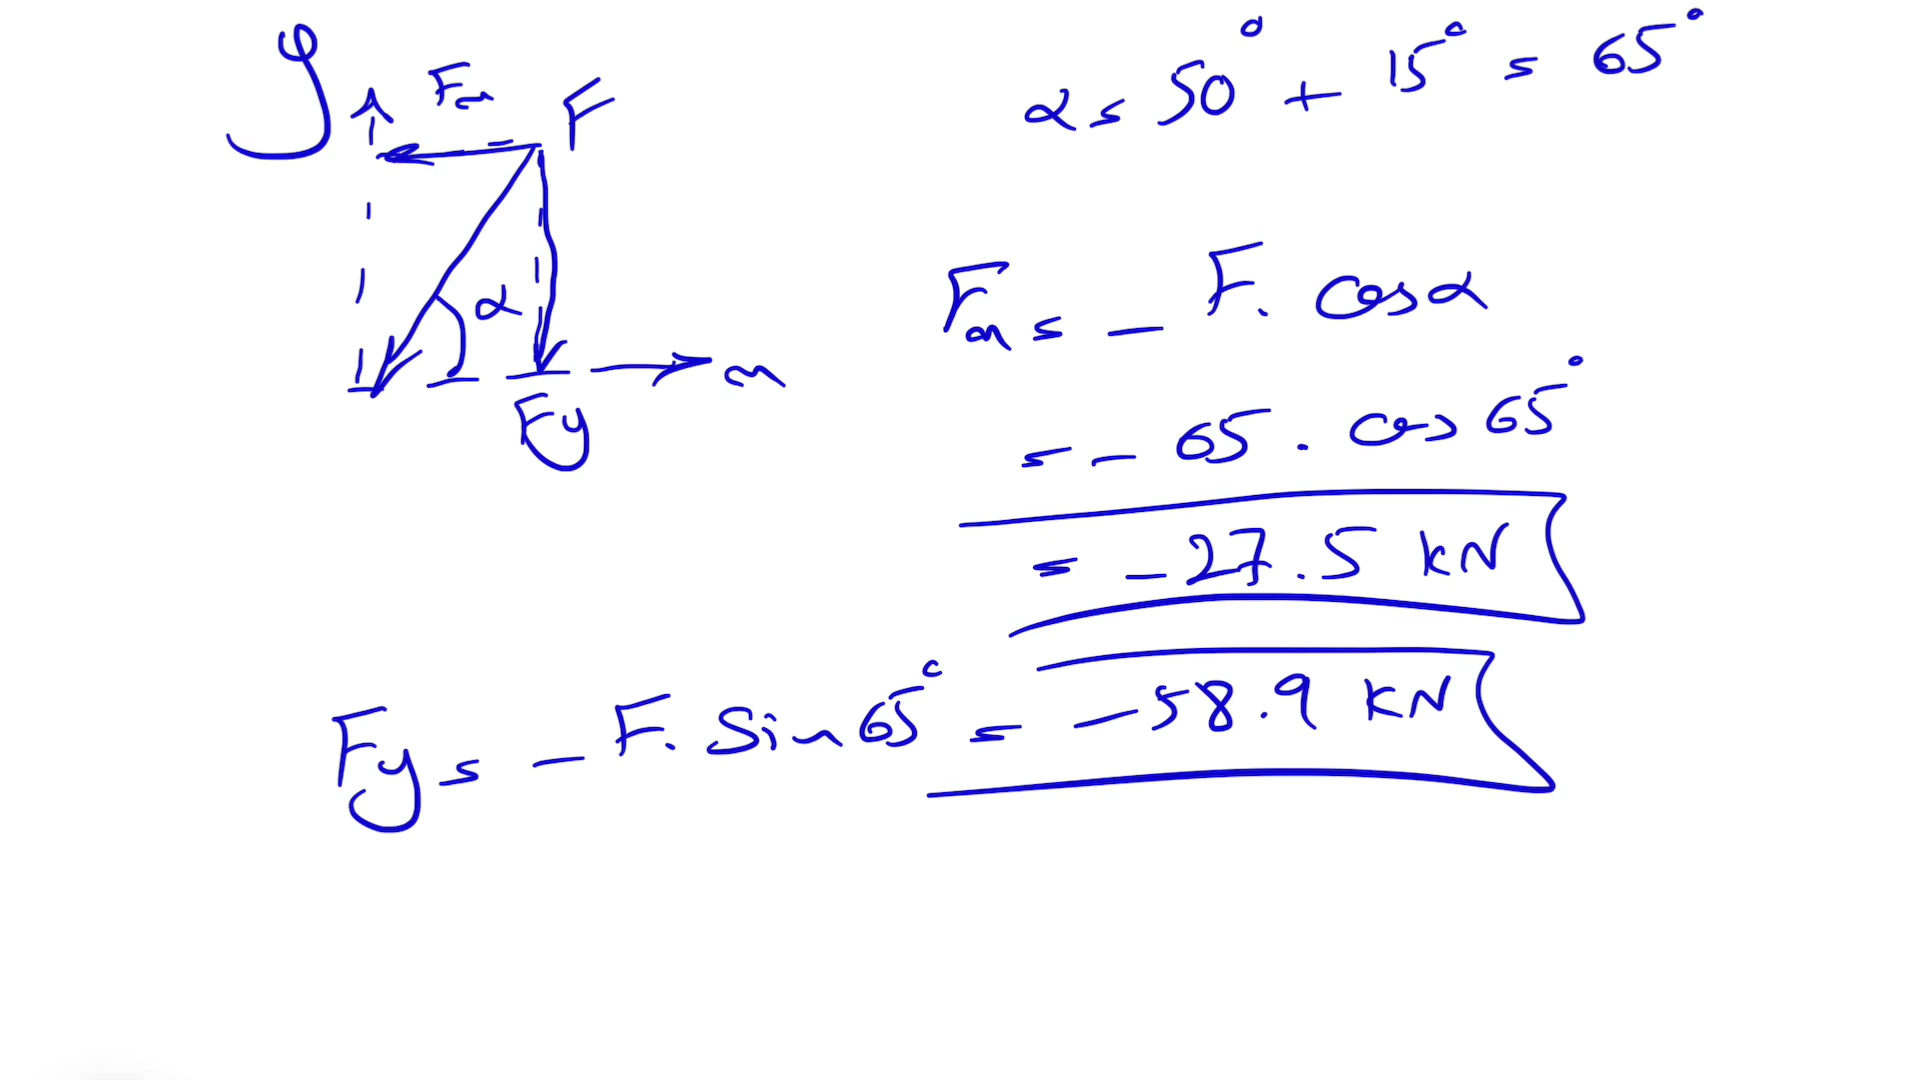 y
Fx
F
α
x
Fy
α = 50° + 15° = 65°
Fx = - F. cosα
= - 65 . cos 65°
= - 27.5 kN
Fy = - F. Sin 65° = - 58.9 kN